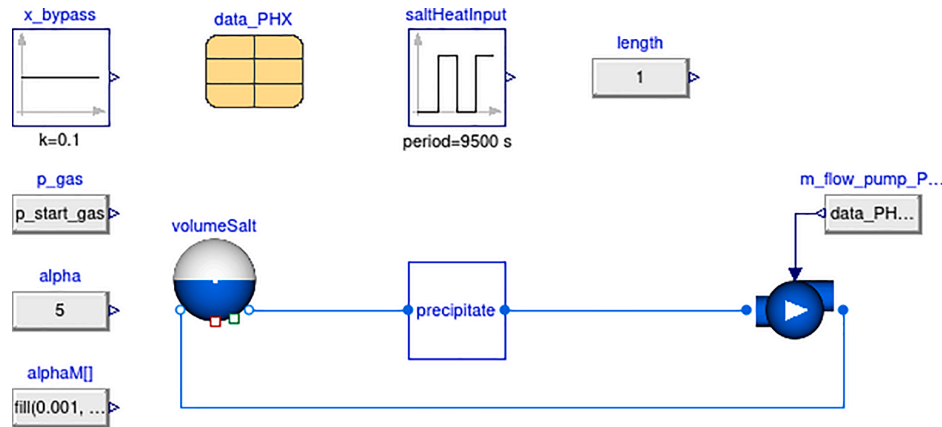 x_bypass
data_PHX
saltHeatInput
length
1
k=0.1
period=9500 s
p_gas
p_start_gas
m_flow_pump_P...
data_PH...
volumeSalt
alpha
5
precipitate
alphaM[]
fill(0.001, ...